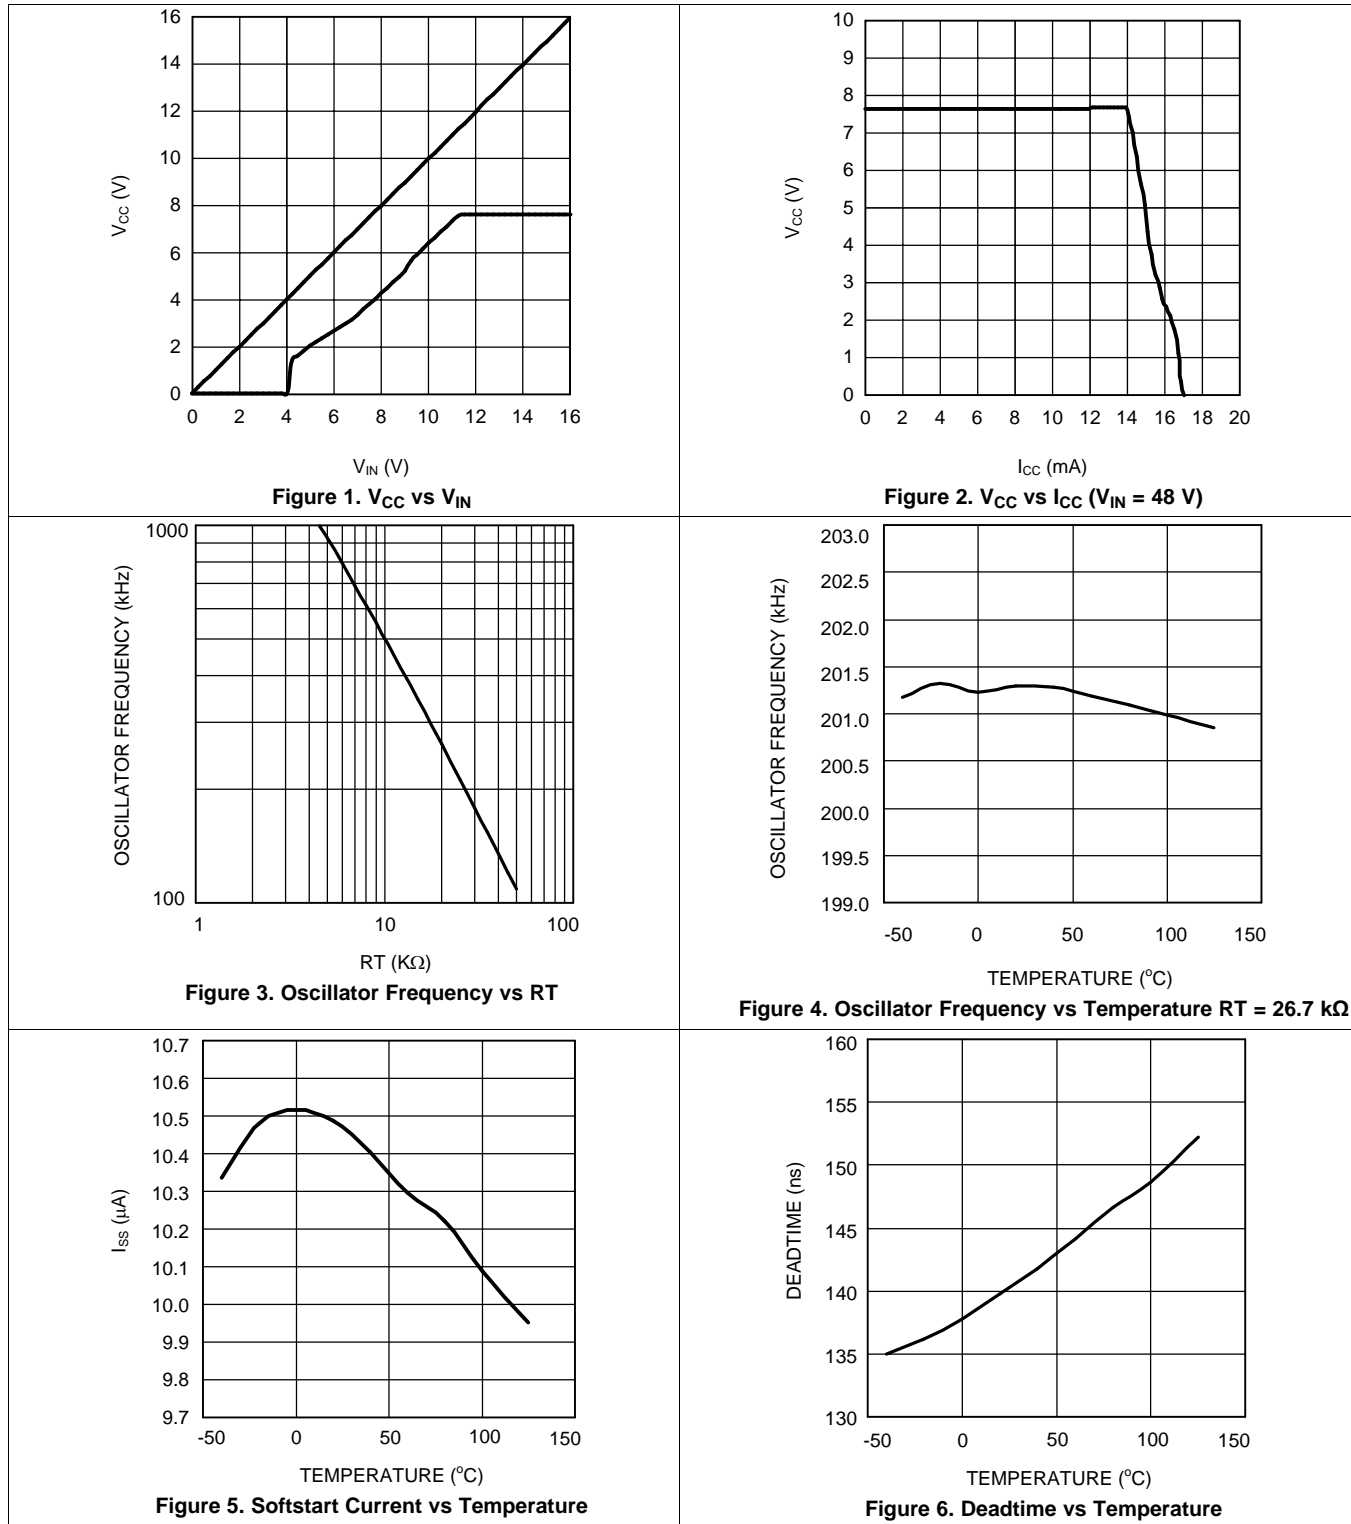 16
14
12
10
8
6
4
2
0
V_CC (V)
0 2 4 6 8 10 12 14 16
V_IN (V)
Figure 1. V_CC vs V_IN
10
9
8
7
6
5
4
3
2
1
0
V_CC (V)
0 2 4 6 8 10 12 14 16 18 20
I_CC (mA)
Figure 2. V_CC vs I_CC (V_IN = 48 V)
1000
100
OSCILLATOR FREQUENCY (kHz)
1 10 100
RT (KΩ)
Figure 3. Oscillator Frequency vs RT
203.0
202.5
202.0
201.5
201.0
200.5
200.0
199.5
199.0
OSCILLATOR FREQUENCY (kHz)
-50 0 50 100 150
TEMPERATURE (°C)
Figure 4. Oscillator Frequency vs Temperature RT = 26.7 kΩ
10.7
10.6
10.5
10.4
10.3
10.2
10.1
10.0
9.9
9.8
9.7
I_SS (μA)
-50 0 50 100 150
TEMPERATURE (°C)
Figure 5. Softstart Current vs Temperature
160
155
150
145
140
135
130
DEADTIME (ns)
-50 0 50 100 150
TEMPERATURE (°C)
Figure 6. Deadtime vs Temperature